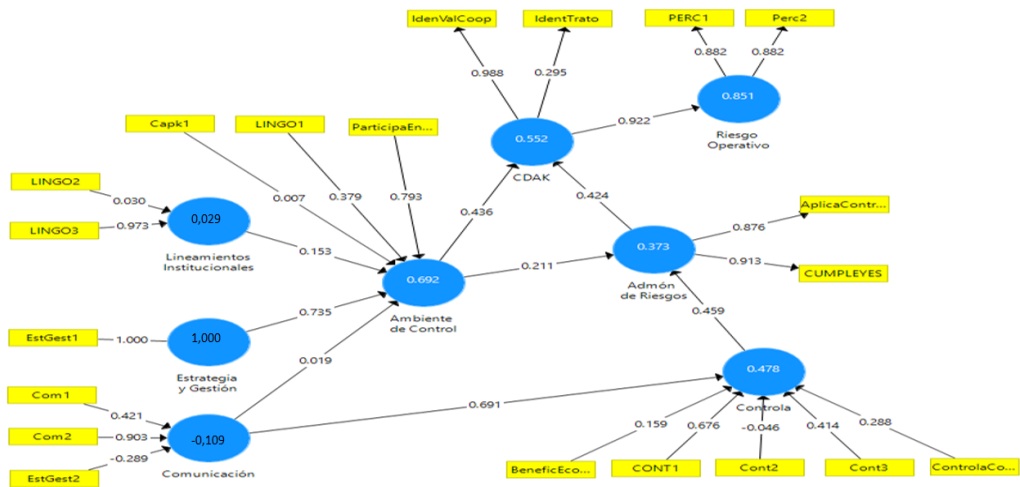 IdenValCoop
IdentTrato
PERC1
Perc2
0.988
0.295
0.882
0.882
0.851
Riesgo
Operativo
0.922
0.552
CDAK
Capk1
LINGO1
ParticipaEn...
0.007
0.379
0.793
LINGO2
0.030
LINGO3
0.973
0,029
Lineamientos
Institucionales
0.153
0.436
0.424
AplicaContr...
0.876
0.373
Admón
de Riesgos
0.913
CUMPLEYES
0.692
Ambiente
de Control
0.211
0.735
0.459
EstGest1
1.000
1,000
Estrategia
y Gestión
0.019
0.478
Controla
Com1
0.421
Com2
0.903
EstGest2
-0.289
-0,109
Comunicación
0.691
0.159
0.676
-0.046
0.414
0.288
BeneficEco...
CONT1
Cont2
Cont3
ControlaCo...